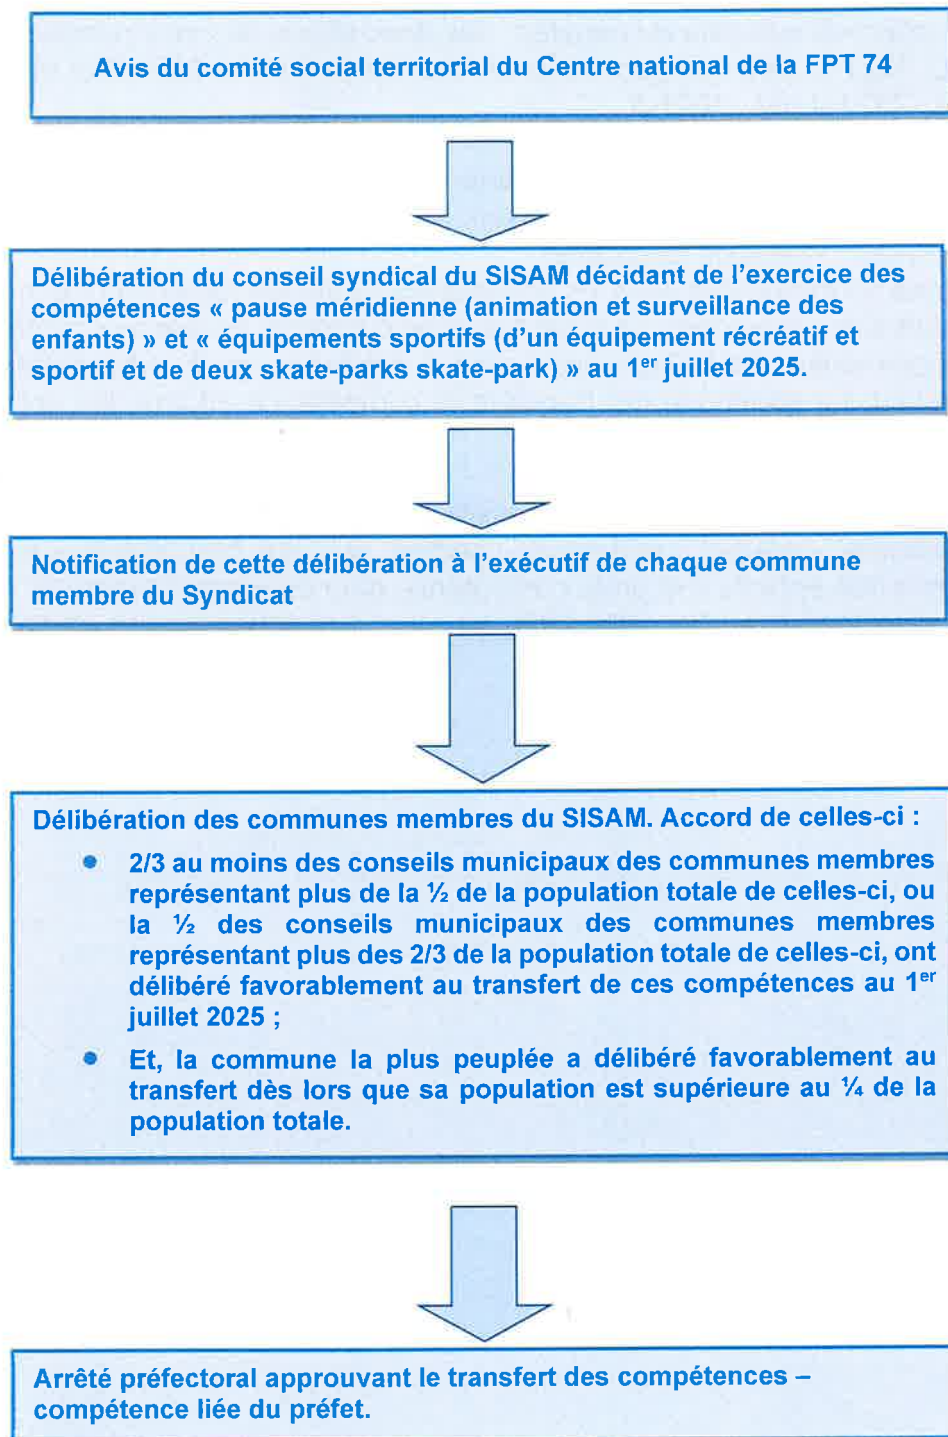 Avis du comité social territorial du Centre national de la FPT 74
Délibération du conseil syndical du SISAM décidant de l'exercice des
compétences « pause méridienne (animation et surveillance des
enfants) » et « équipements sportifs (d'un équipement récréatif et
sportif et de deux skate-parks skate-park) » au 1er juillet 2025.
Notification de cette délibération à l'exécutif de chaque commune
membre du Syndicat
Délibération des communes membres du SISAM. Accord de celles-ci :
• 2/3 au moins des conseils municipaux des communes membres
représentant plus de la ½ de la population totale de celles-ci, ou
la ½ des conseils municipaux des communes membres
représentant plus des 2/3 de la population totale de celles-ci, ont
délibéré favorablement au transfert de ces compétences au 1er
juillet 2025 ;
• Et, la commune la plus peuplée a délibéré favorablement au
transfert dès lors que sa population est supérieure au ¼ de la
population totale.
Arrêté préfectoral approuvant le transfert des compétences –
compétence liée du préfet.